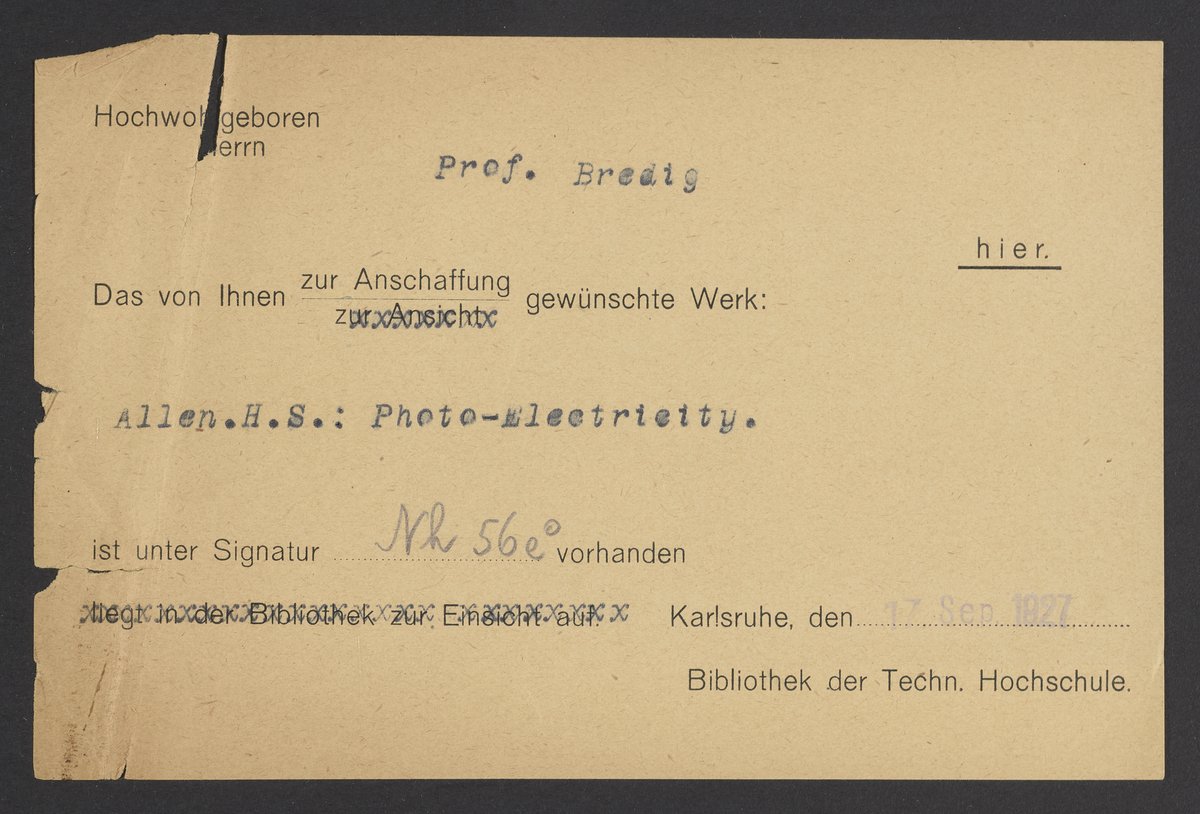 Hochwohlgeboren
Herrn
Prof. Bredig
hier.
Das von Ihnen zur Anschaffung
zur Ansicht gewünschte Werk:
Allen.H.S.: Photo-Electricity.
ist unter Signatur Nh 56e° vorhanden
liegt in der Bibliothek zur Einsicht auf. Karlsruhe, den 17 Sep. 1927
Bibliothek der Techn. Hochschule.